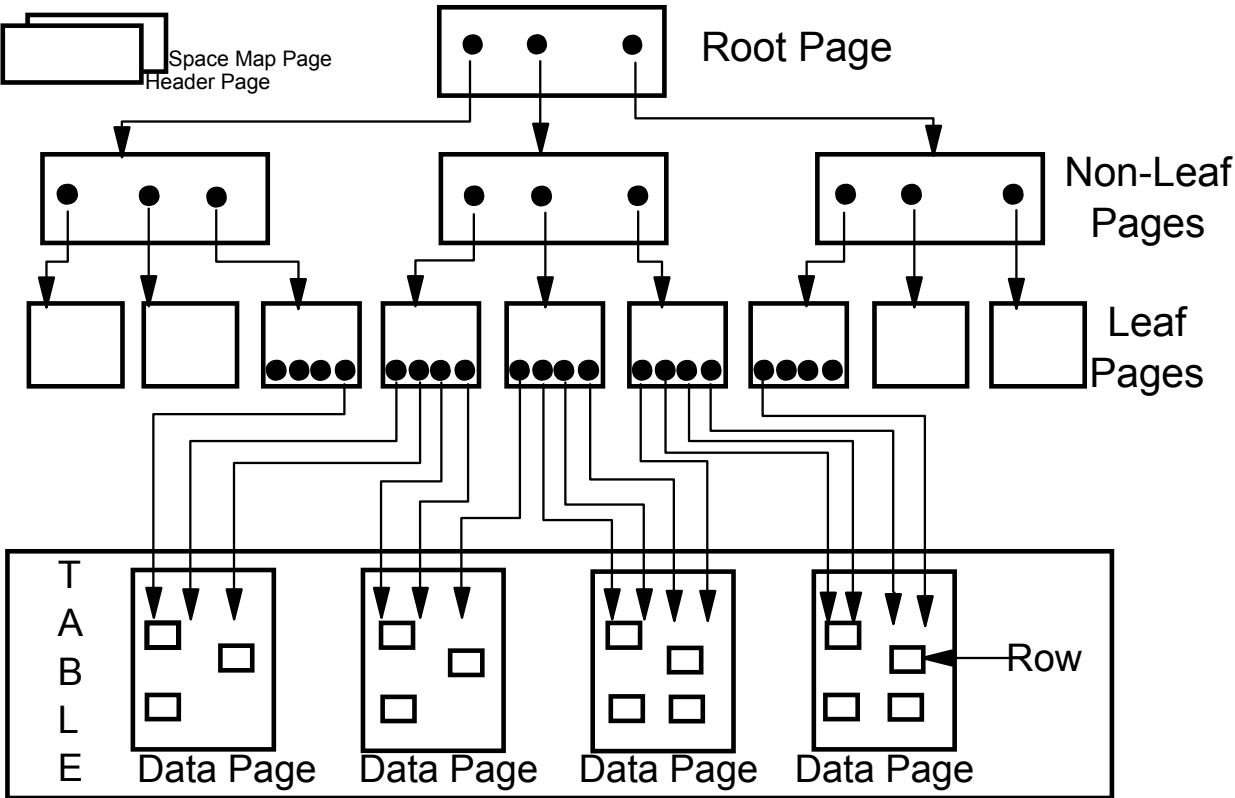 Root Page
Space Map Page
Header Page
Non-Leaf
Pages
Leaf
Pages
T
A
B
L
E
Row
Data Page
Data Page
Data Page
Data Page